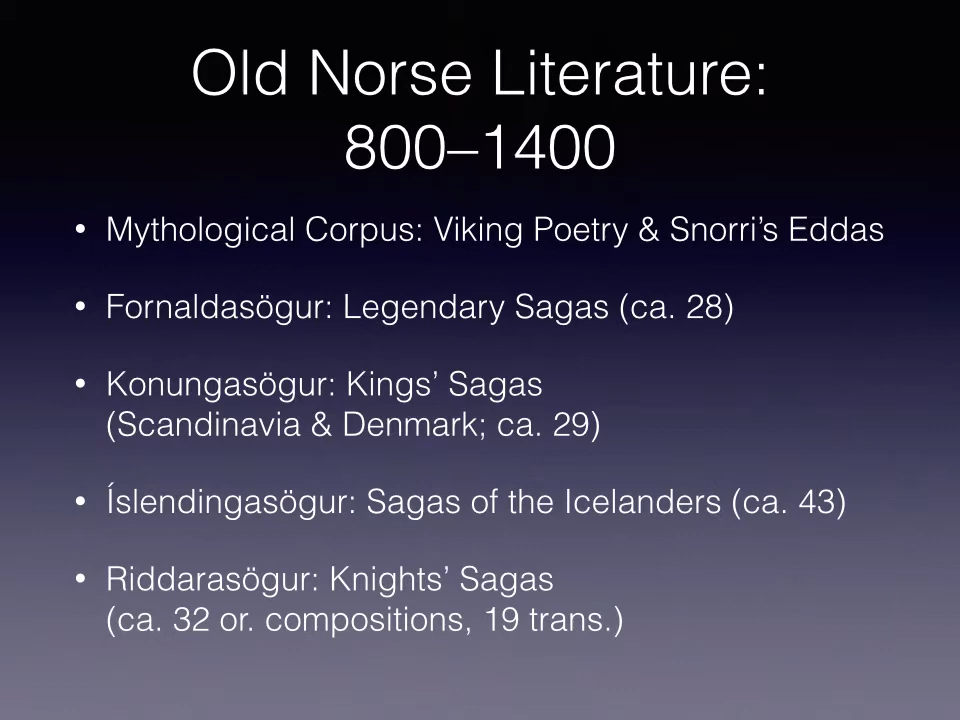 Old Norse Literature:
800–1400
• Mythological Corpus: Viking Poetry & Snorri’s Eddas
• Fornaldasögur: Legendary Sagas (ca. 28)
• Konungasögur: Kings’ Sagas
(Scandinavia & Denmark; ca. 29)
• Íslendingasögur: Sagas of the Icelanders (ca. 43)
• Riddarasögur: Knights’ Sagas
(ca. 32 or. compositions, 19 trans.)